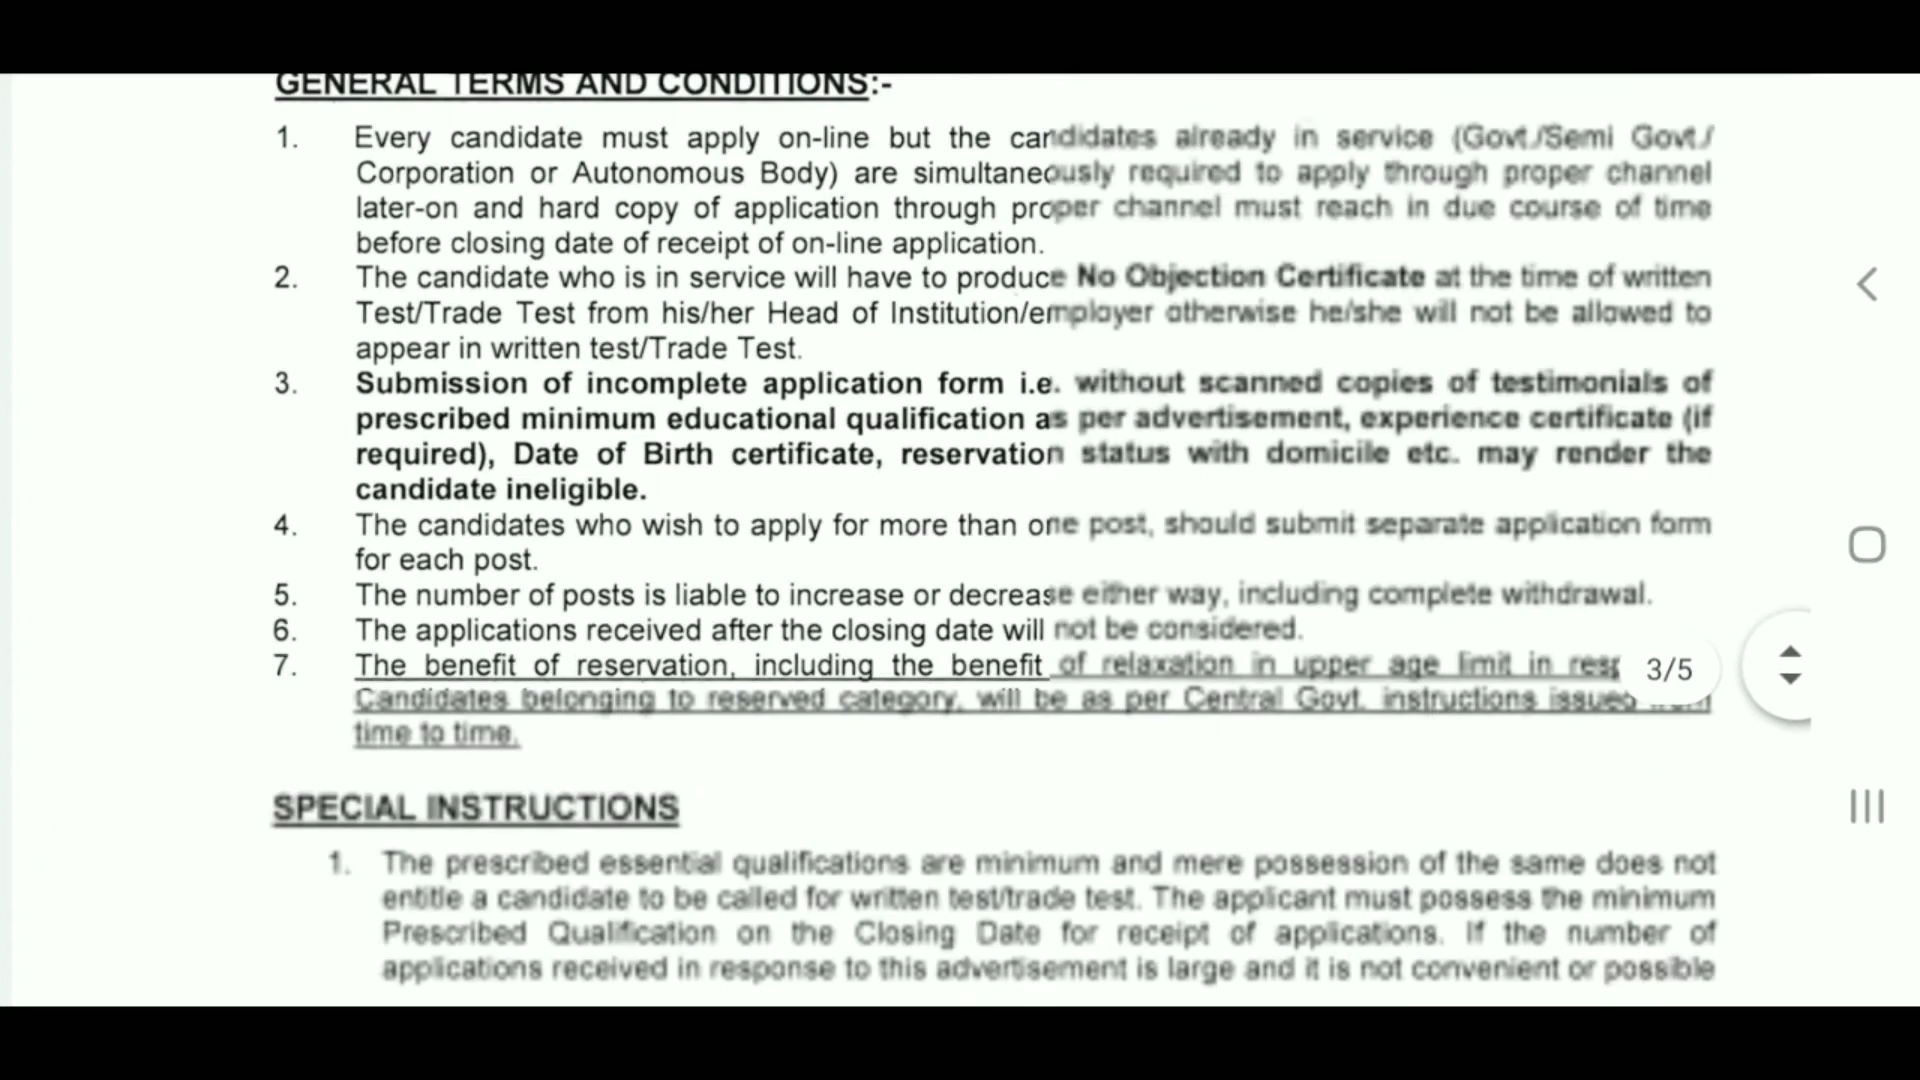 GENERAL TERMS AND CONDITIONS:-
1. Every candidate must apply on-line but the candidates already in service (Govt./Semi Govt./
Corporation or Autonomous Body) are simultaneously required to apply through proper channel
later-on and hard copy of application through proper channel must reach in due course of time
before closing date of receipt of on-line application.
2. The candidate who is in service will have to produce No Objection Certificate at the time of written
Test/Trade Test from his/her Head of Institution/employer otherwise he/she will not be allowed to
appear in written test/Trade Test.
3. Submission of incomplete application form i.e. without scanned copies of testimonials of
prescribed minimum educational qualification as per advertisement, experience certificate (if
required), Date of Birth certificate, reservation status with domicile etc. may render the
candidate ineligible.
4. The candidates who wish to apply for more than one post, should submit separate application form
for each post.
5. The number of posts is liable to increase or decrease either way, including complete withdrawal.
6. The applications received after the closing date will not be considered.
7. The benefit of reservation, including the benefit of relaxation in upper age limit in
Candidates belonging to reserved category, will be as per Central Govt. instructions issued from
time to time.
3/5
SPECIAL INSTRUCTIONS
1. The prescribed essential qualifications are minimum and mere possession of the same does not
entitle a candidate to be called for written test/trade test. The applicant must possess the minimum
Prescribed Qualification on the Closing Date for receipt of applications. If the number of
applications received in response to this advertisement is large and it is not convenient or possible